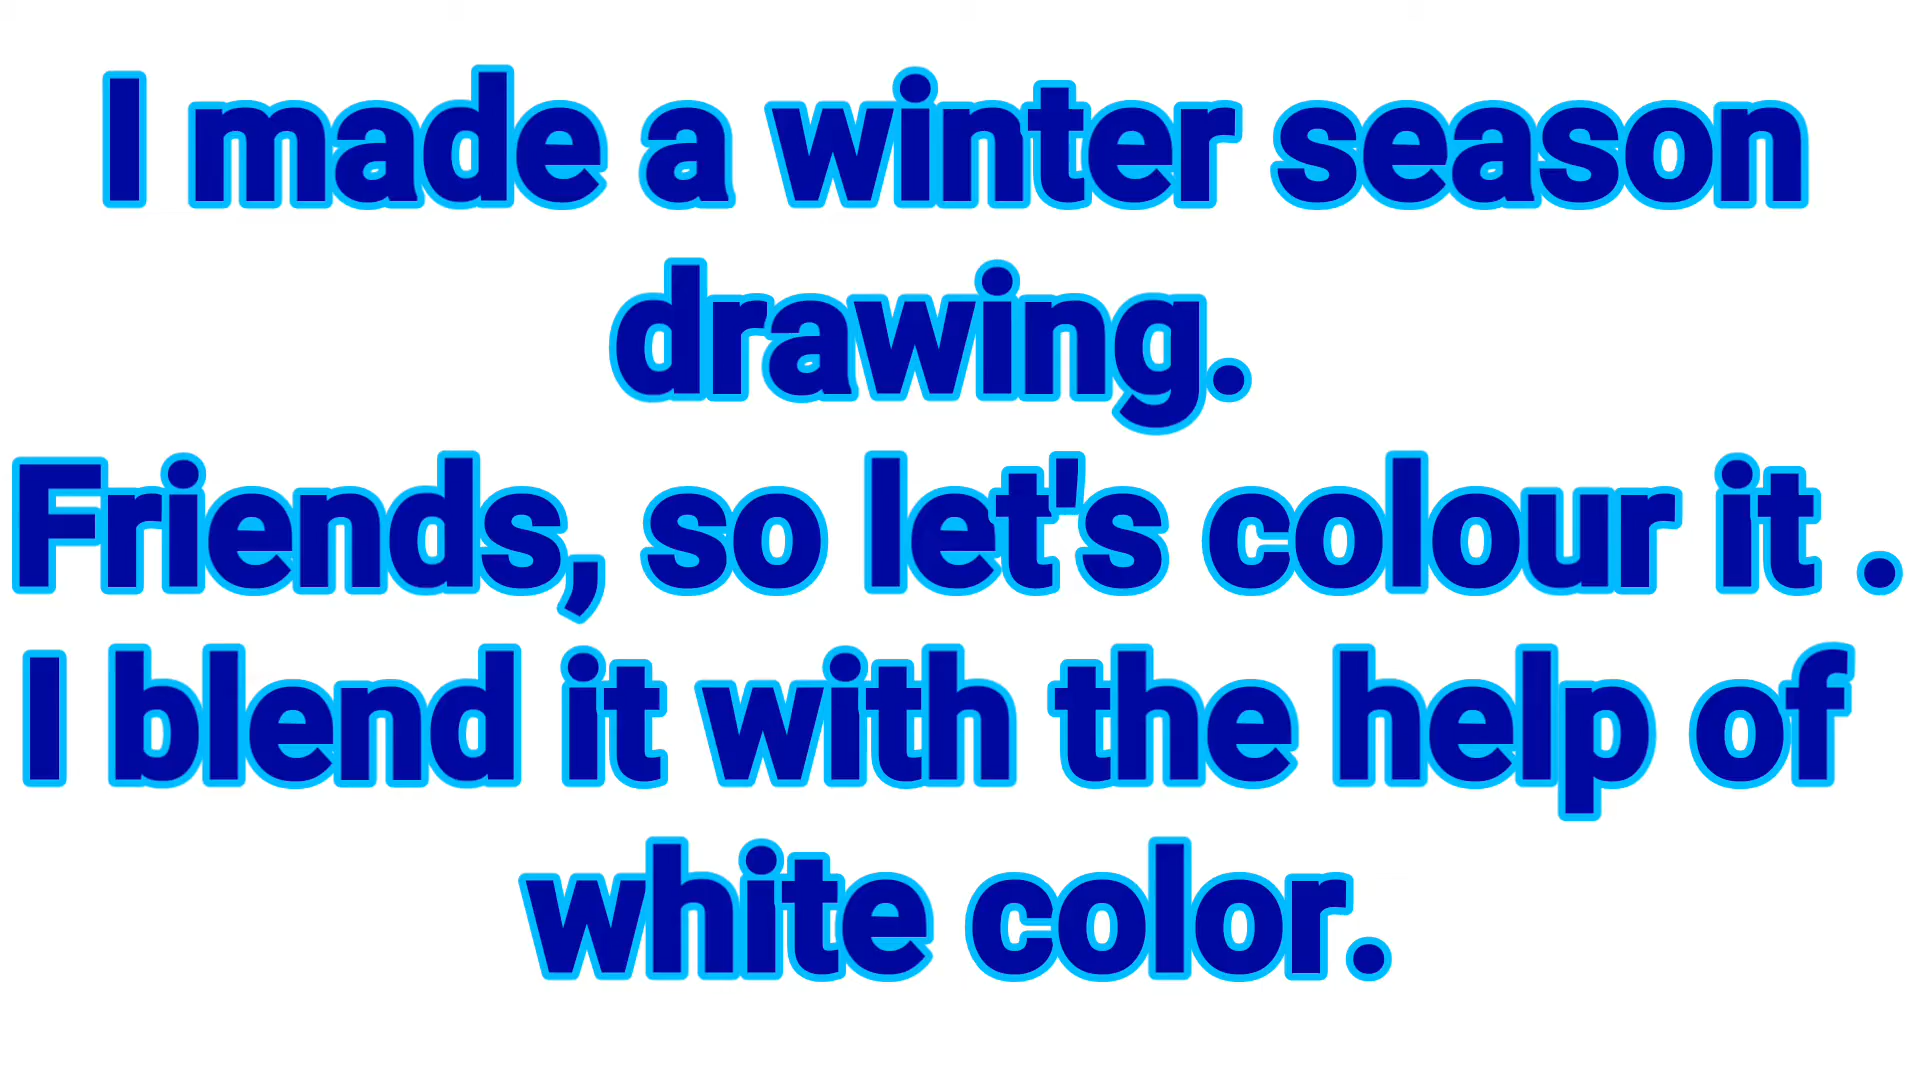 I made a winter season
drawing.
Friends, so let's colour it .
I blend it with the help of
white color.